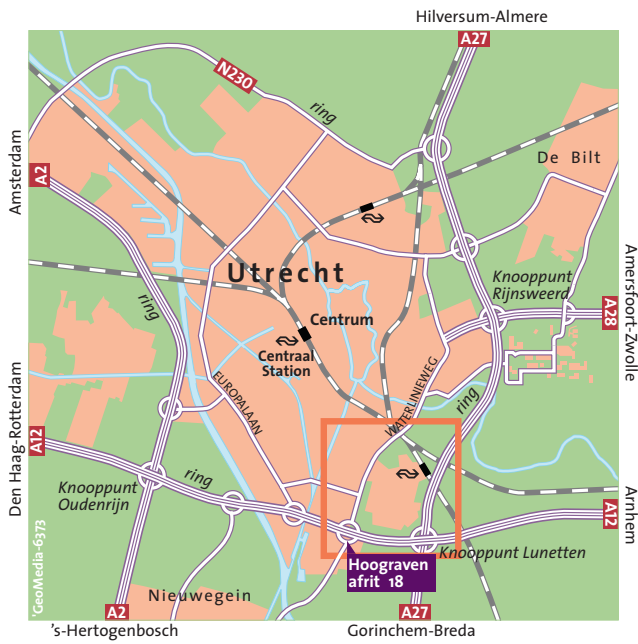 Hilversum-Almere
A27
N230
ring
De Bilt
Amsterdam
A2
Utrecht
Knooppunt
Rijnsweerd
Amersfoort-Zwolle
A28
ring
Centrum
Centraal
Station
EUROPALAAN
WATERLINIEWEG
ring
Den Haag-Rotterdam
A12
ring
Knooppunt
Oudenrijn
Arnhem
A12
Knooppunt Lunetten
Hoograven
afrit 18
'GeoMedia-6373
Nieuwegein
A2
A27
's-Hertogenbosch
Gorinchem-Breda